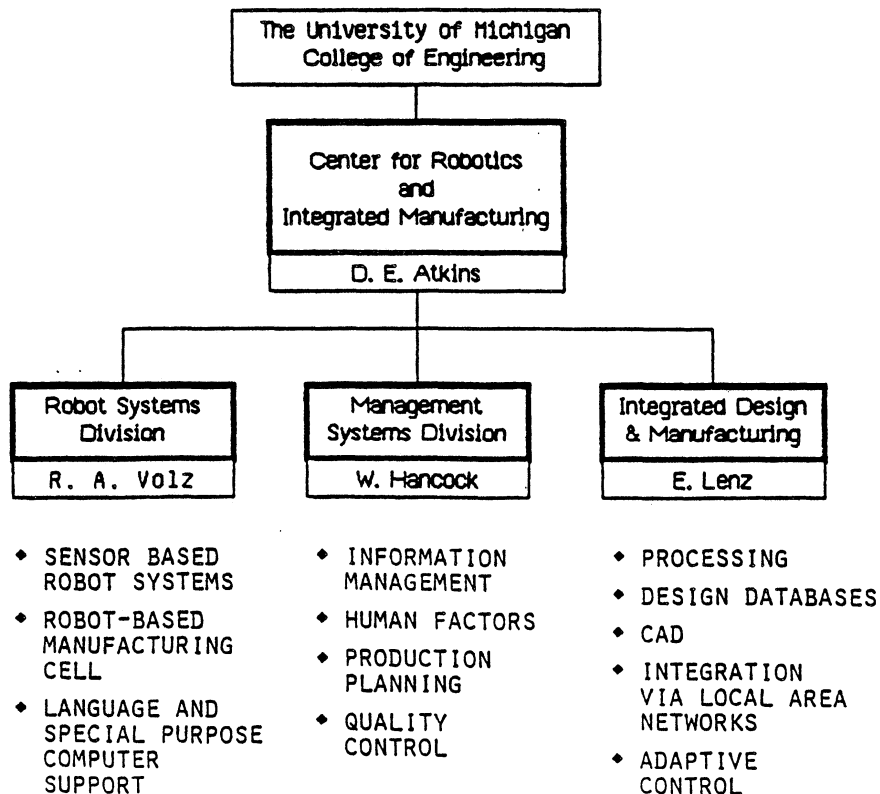 The University of Michigan
College of Engineering
Center for Robotics
and
Integrated Manufacturing
D. E. Atkins
Robot Systems
Division
R. A. Volz
Management
Systems Division
W. Hancock
Integrated Design
& Manufacturing
E. Lenz
◆ SENSOR BASED
ROBOT SYSTEMS
◆ ROBOT-BASED
MANUFACTURING
CELL
◆ LANGUAGE AND
SPECIAL PURPOSE
COMPUTER
SUPPORT
◆ INFORMATION
MANAGEMENT
◆ HUMAN FACTORS
◆ PRODUCTION
PLANNING
◆ QUALITY
CONTROL
◆ PROCESSING
◆ DESIGN DATABASES
◆ CAD
◆ INTEGRATION
VIA LOCAL AREA
NETWORKS
◆ ADAPTIVE
CONTROL